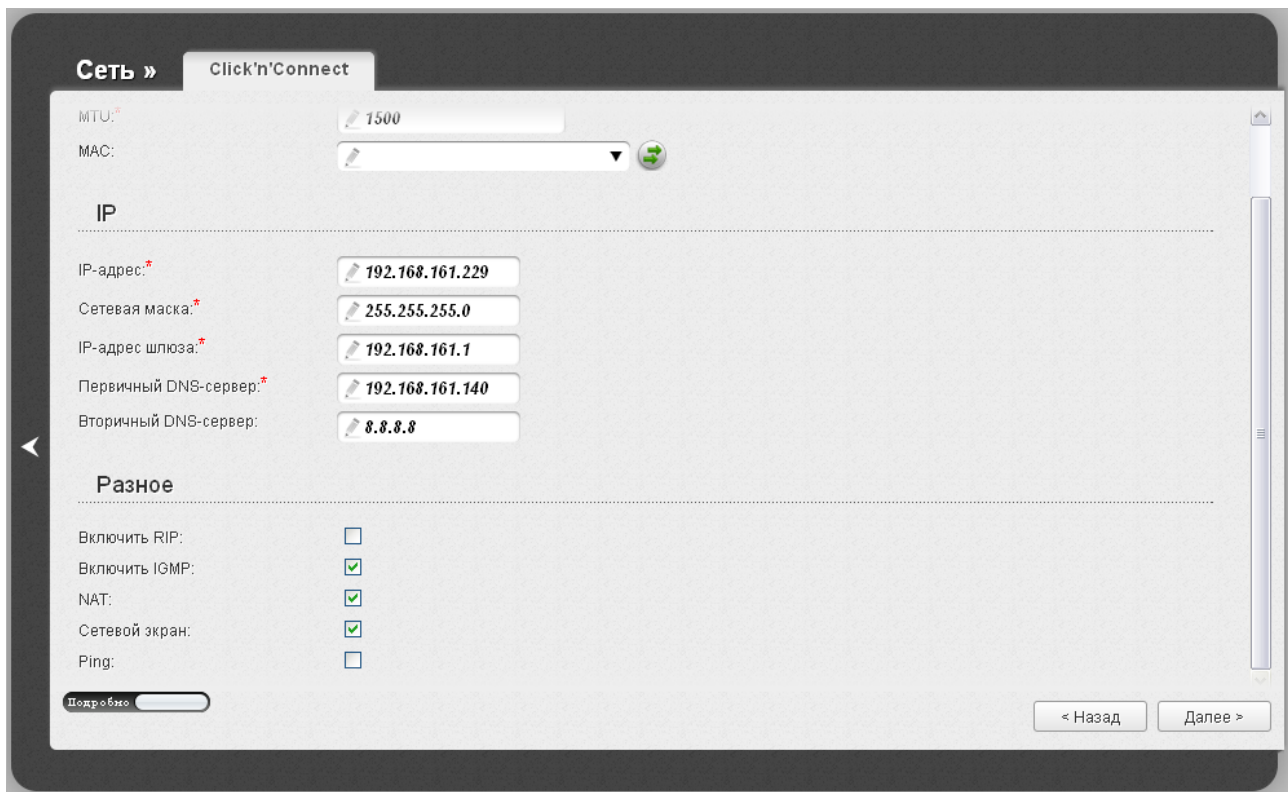 Сеть »
Click'n'Connect
MTU:* 1500
MAC:
IP
IP-адрес:* 192.168.161.229
Сетевая маска:* 255.255.255.0
IP-адрес шлюза:* 192.168.161.1
Первичный DNS-сервер:* 192.168.161.140
Вторичный DNS-сервер: 8.8.8.8
Разное
Включить RIP:
Включить IGMP:
NAT:
Сетевой экран:
Ping:
Подробно
< Назад
Далее >